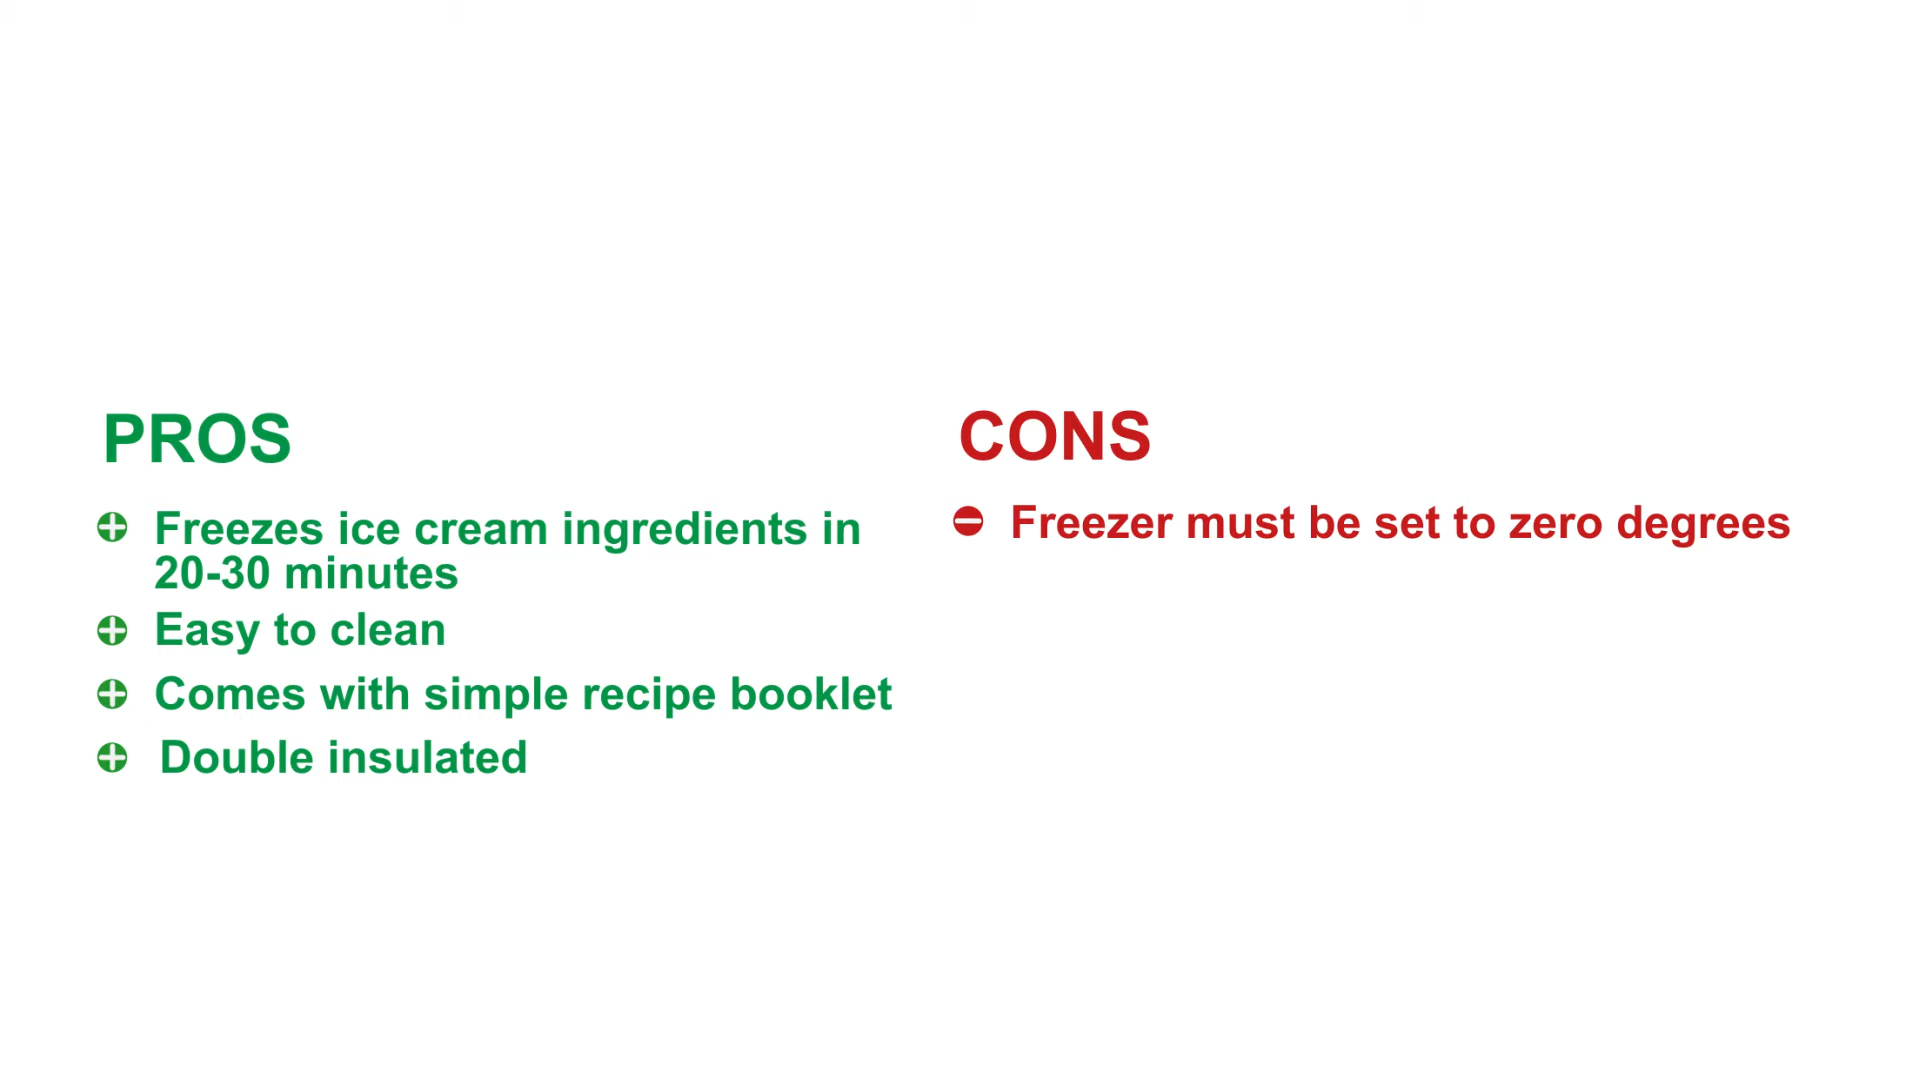 PROS
Freezes ice cream ingredients in
20-30 minutes
Easy to clean
Comes with simple recipe booklet
Double insulated
CONS
Freezer must be set to zero degrees